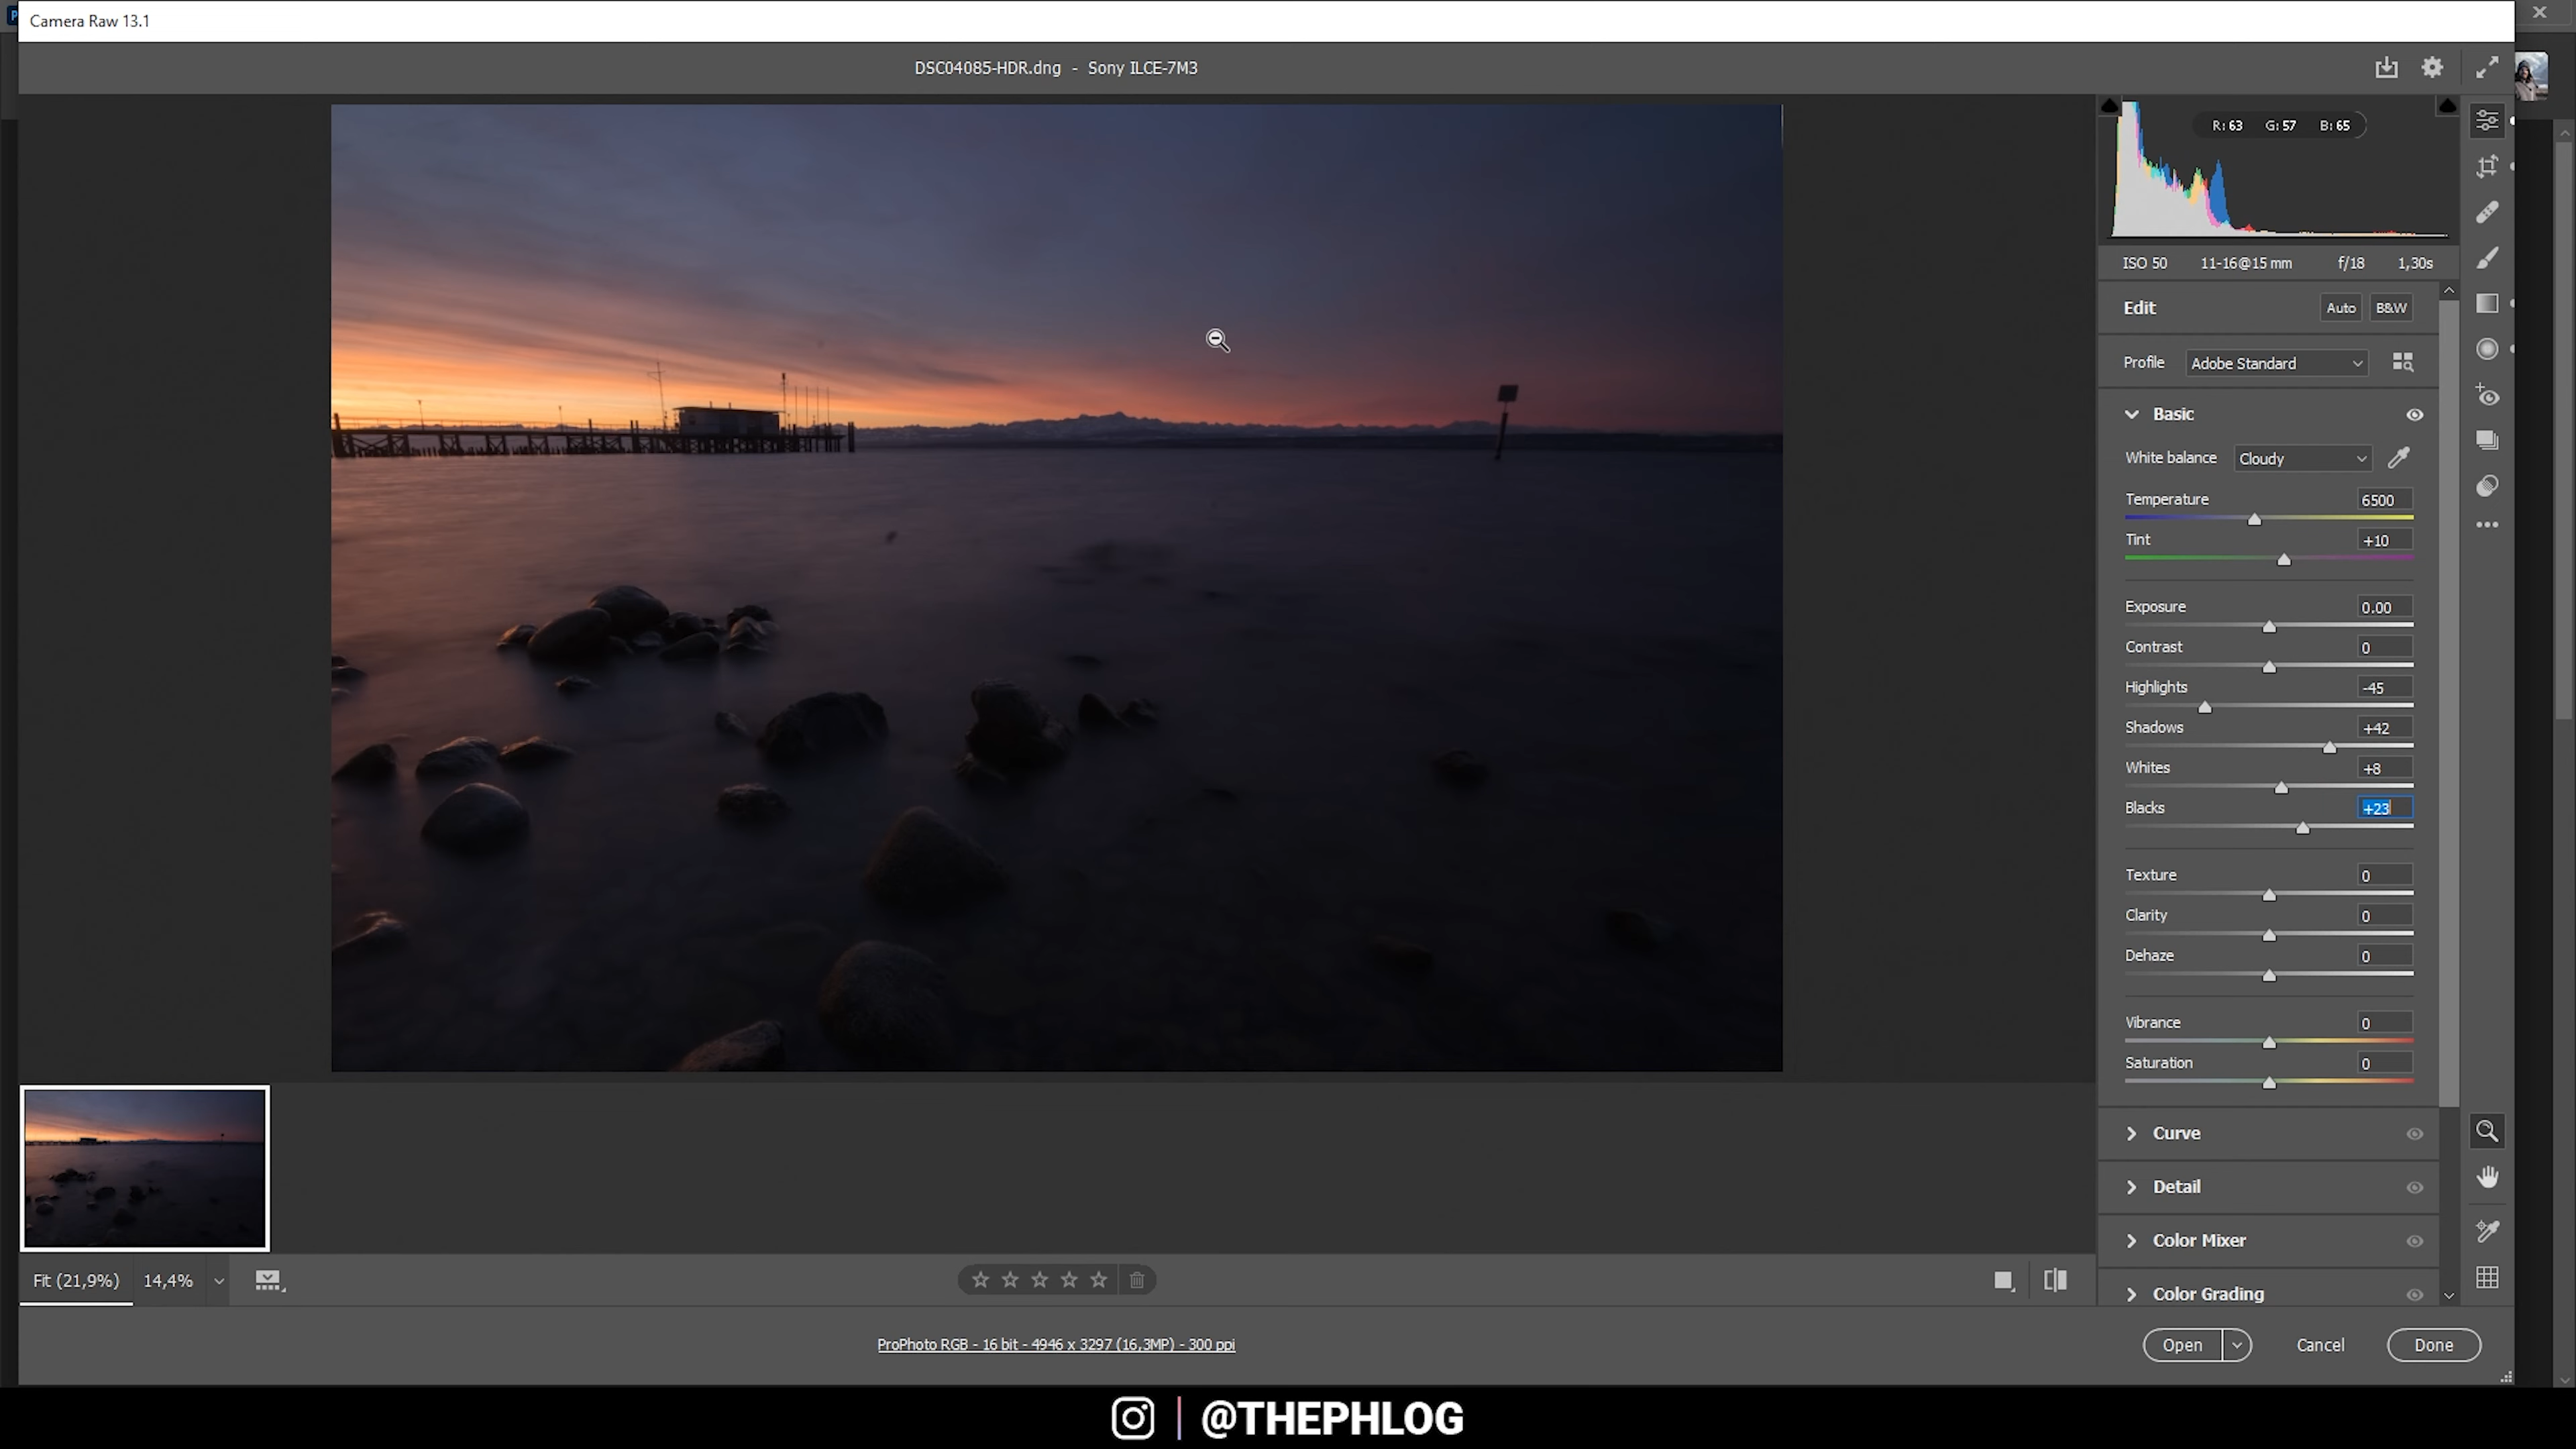 Camera Raw 13.1
DSC04085-HDR.dng - Sony ILCE-7M3
R: 63 G: 57 B: 65
ISO 50 11-16@15 mm f/18 1,30s
Edit Auto B&W
Profile Adobe Standard
Basic
White balance Cloudy
Temperature 6500
Tint +10
Exposure 0.00
Contrast 0
Highlights -45
Shadows +42
Whites +8
Blacks +23
Texture 0
Clarity 0
Dehaze 0
Vibrance 0
Saturation 0
Curve
Detail
Color Mixer
Color Grading
Fit (21,9%) 14,4%
ProPhoto RGB - 16 bit - 4946 x 3297 (16,3MP) - 300 ppi
Open Cancel Done
@THEPHLOG